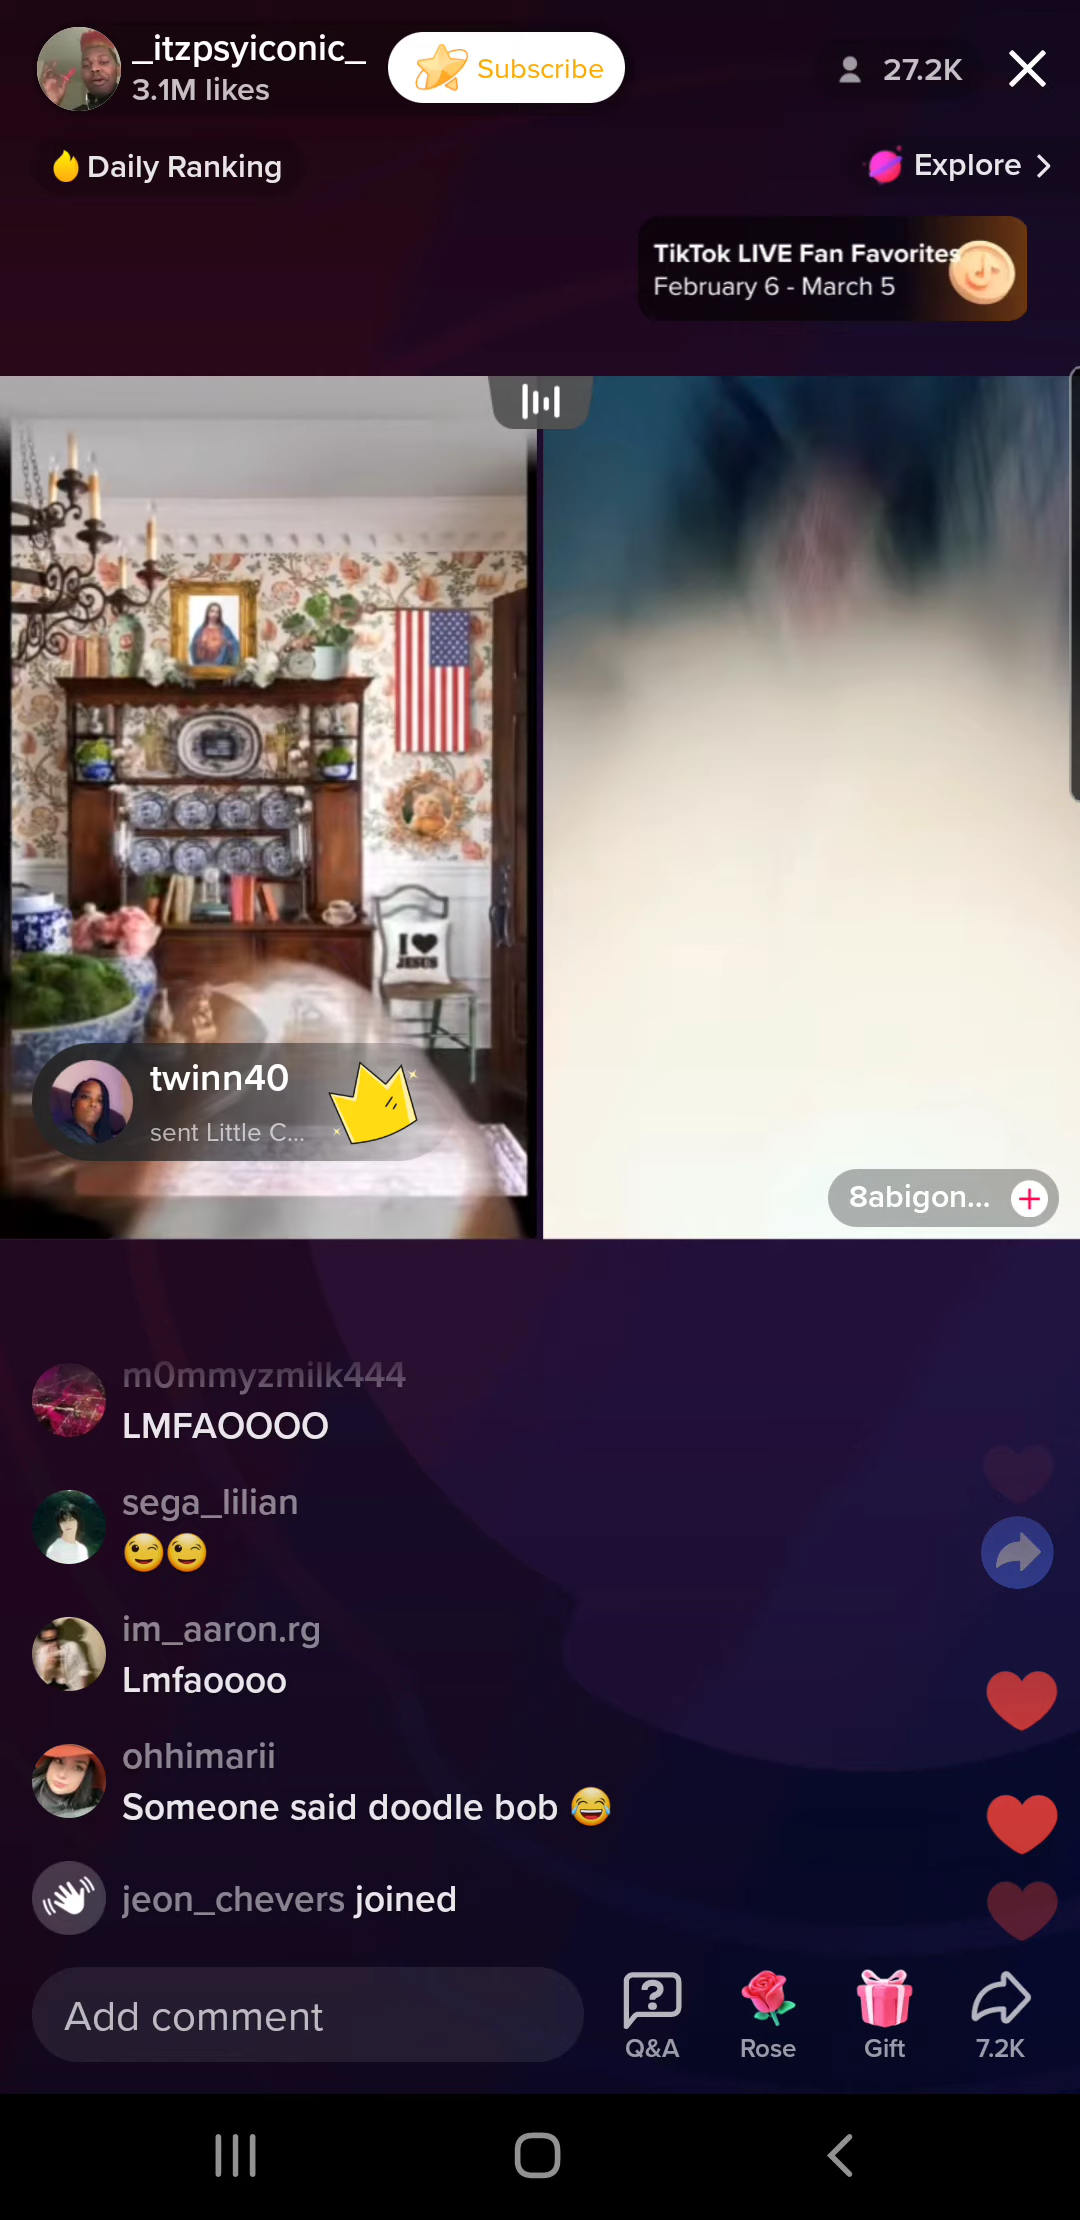 _itzpsyiconic_
3.1M likes
Subscribe
27.2K
Daily Ranking
Explore
TikTok LIVE Fan Favorites
February 6 - March 5
I ♥
JESUS
twinn40
sent Little C...
8abigon...
m0mmyzmilk444
LMFAOOOO
sega_lilian
😉😉
im_aaron.rg
Lmfaoooo
ohhimarii
Someone said doodle bob 😂
jeon_chevers joined
Add comment
Q&A
Rose
Gift
7.2K